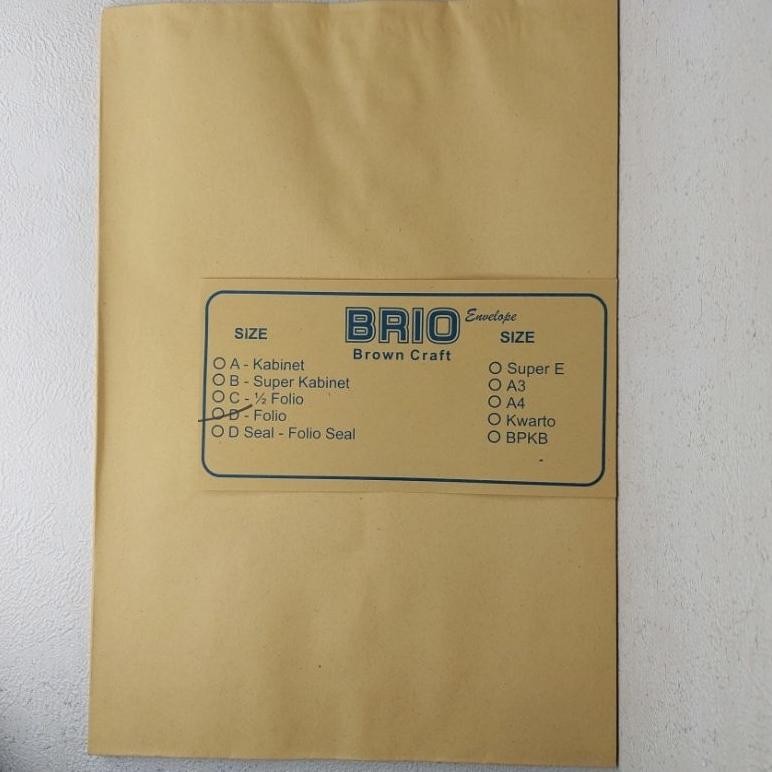 BRIO Envelope
Brown Craft
SIZE
A - Kabinet
B - Super Kabinet
C - ½ Folio
D - Folio
D Seal - Folio Seal
SIZE
Super E
A3
A4
Kwarto
BPKB